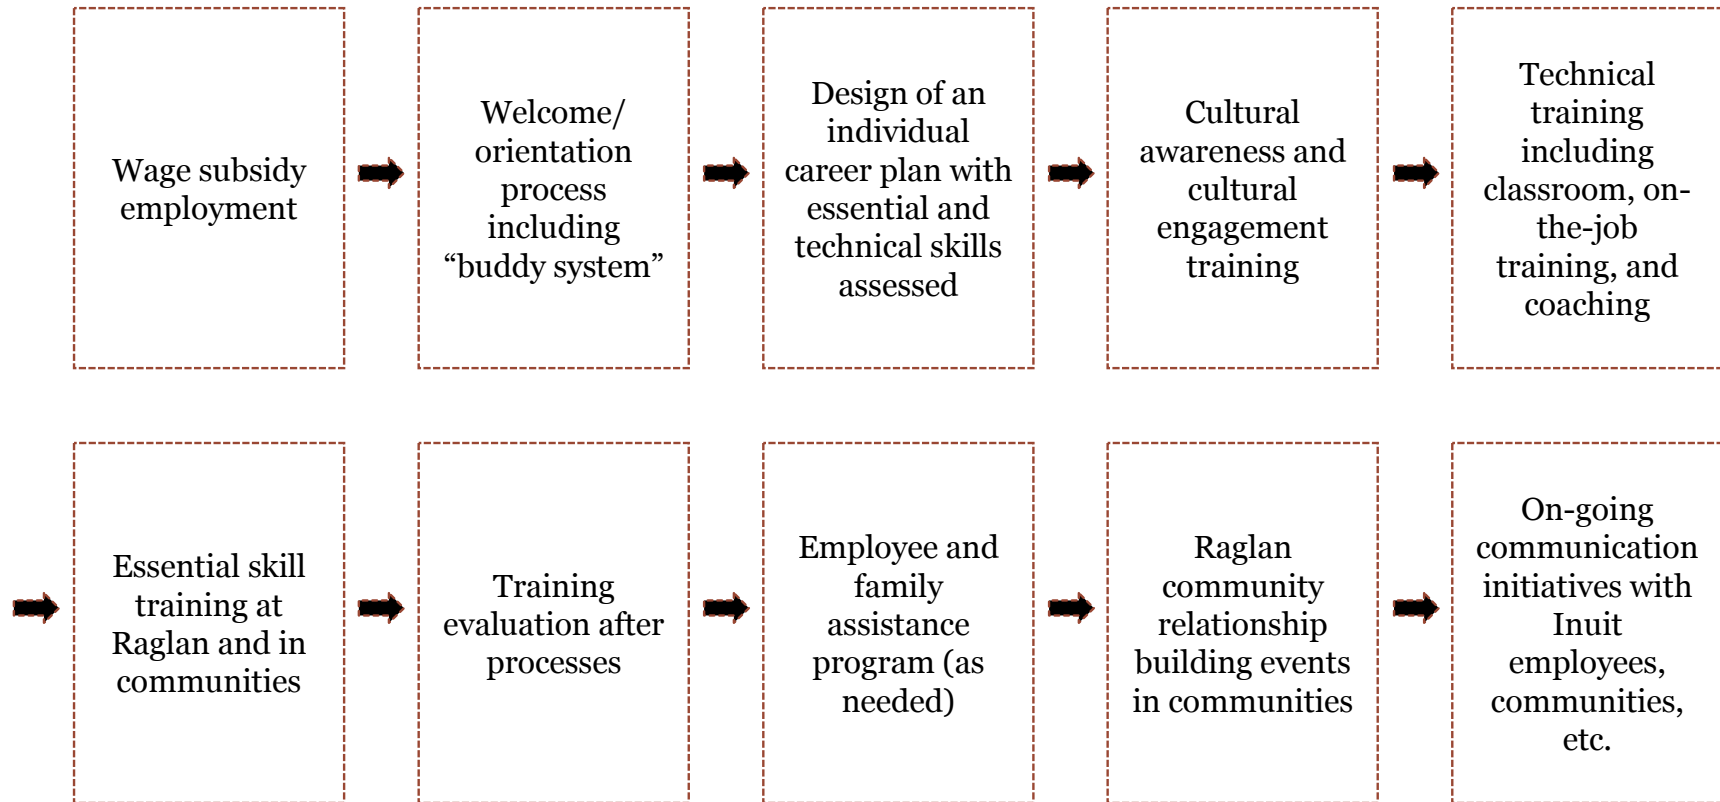 Wage subsidy
employment
Welcome/
orientation
process
including
“buddy system”
Design of an
individual
career plan with
essential and
technical skills
assessed
Cultural
awareness and
cultural
engagement
training
Technical
training
including
classroom, on-
the-job
training, and
coaching
Essential skill
training at
Raglan and in
communities
Training
evaluation after
processes
Employee and
family
assistance
program (as
needed)
Raglan
community
relationship
building events
in communities
On-going
communication
initiatives with
Inuit
employees,
communities,
etc.